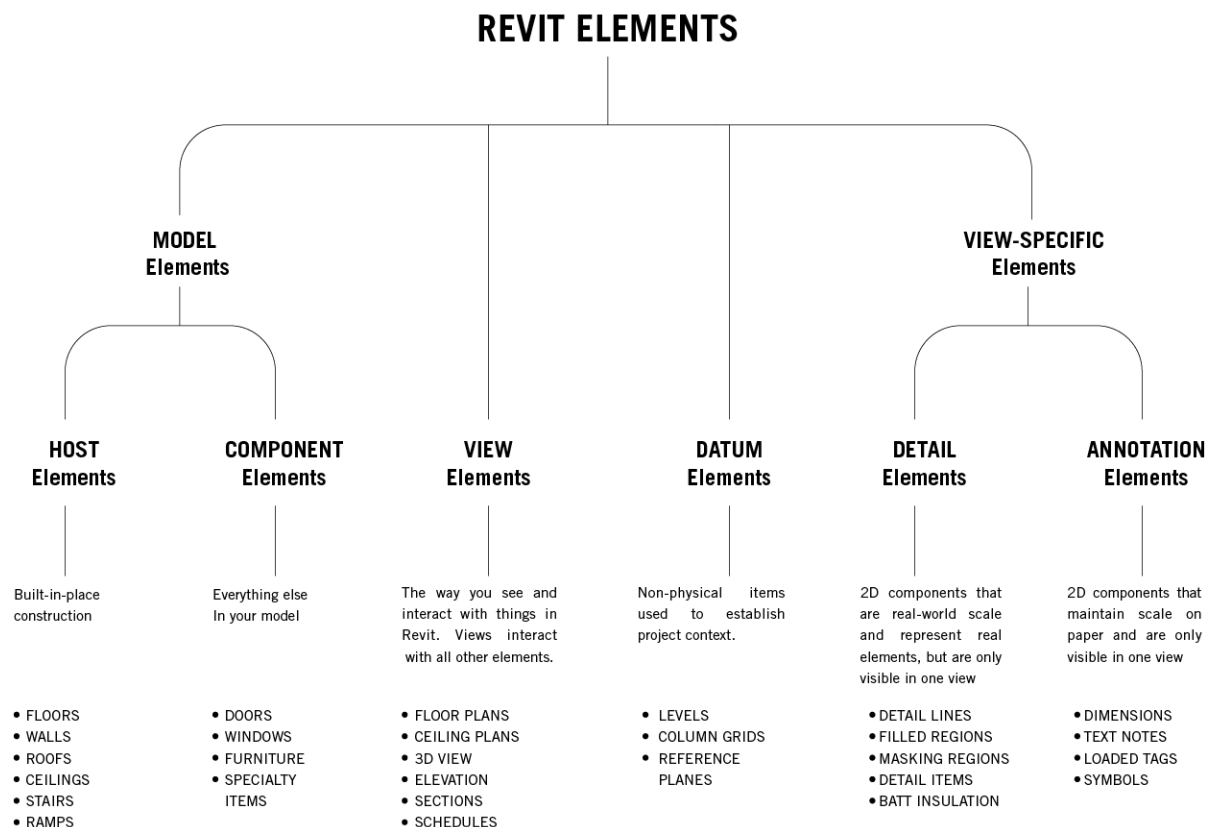 REVIT ELEMENTS
MODEL
Elements
VIEW-SPECIFIC
Elements
HOST
Elements
COMPONENT
Elements
VIEW
Elements
DATUM
Elements
DETAIL
Elements
ANNOTATION
Elements
Built-in-place
construction
Everything else
In your model
The way you see and
interact with things in
Revit. Views interact
with all other elements.
Non-physical items
used to establish
project context.
2D components that
are real-world scale
and represent real
elements, but are only
visible in one view
2D components that
maintain scale on
paper and are only
visible in one view
• FLOORS
• WALLS
• ROOFS
• CEILINGS
• STAIRS
• RAMPS
• DOORS
• WINDOWS
• FURNITURE
• SPECIALTY
ITEMS
• FLOOR PLANS
• CEILING PLANS
• 3D VIEW
• ELEVATION
• SECTIONS
• SCHEDULES
• LEVELS
• COLUMN GRIDS
• REFERENCE
PLANES
• DETAIL LINES
• FILLED REGIONS
• MASKING REGIONS
• DETAIL ITEMS
• BATT INSULATION
• DIMENSIONS
• TEXT NOTES
• LOADED TAGS
• SYMBOLS